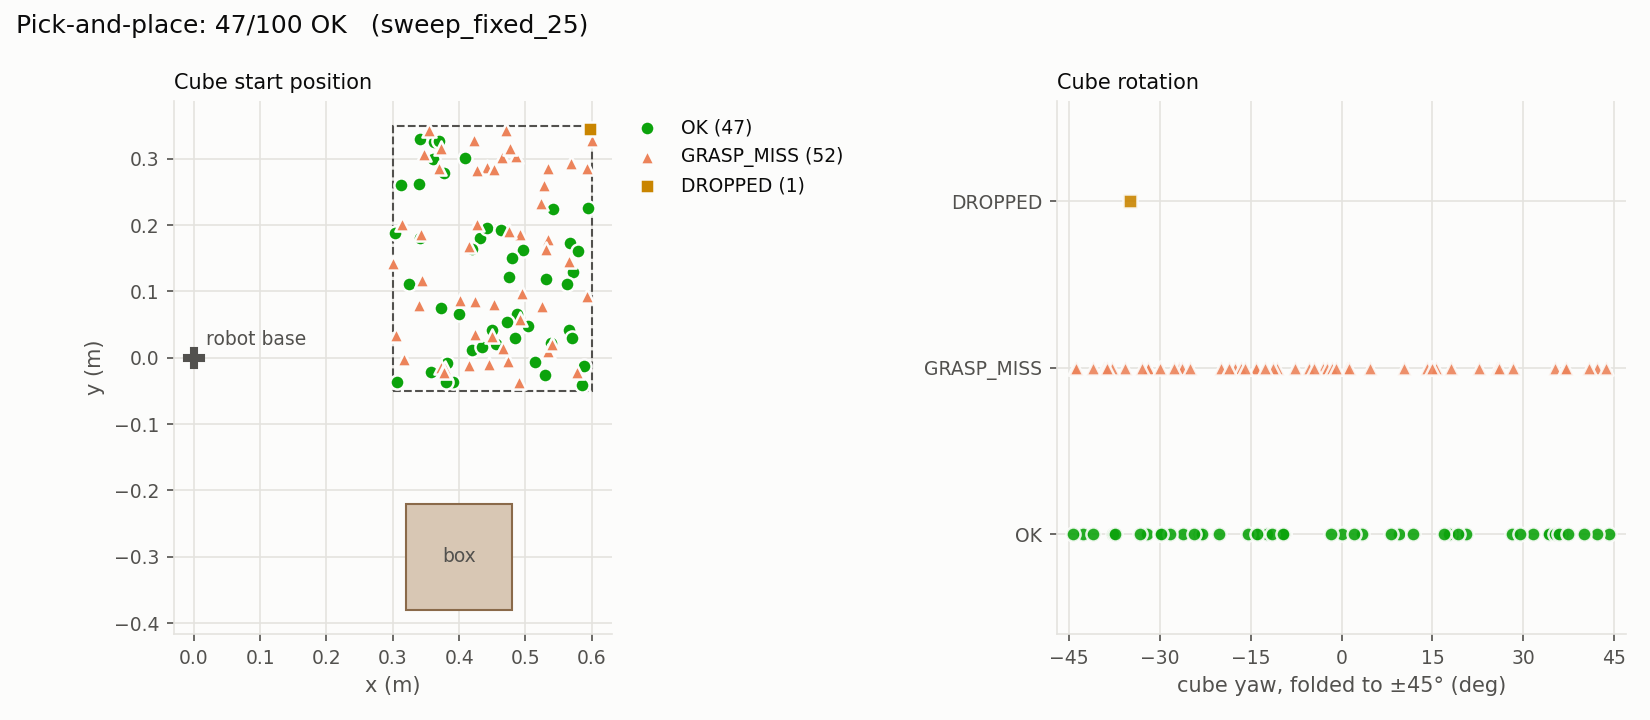 Pick-and-place: 47/100 OK   (sweep_fixed_25)
Cube start position
OK (47)
GRASP_MISS (52)
DROPPED (1)
robot base
box
0.3
0.2
0.1
0.0
−0.1
−0.2
−0.3
−0.4
y (m)
0.0 0.1 0.2 0.3 0.4 0.5 0.6
x (m)
Cube rotation
DROPPED
GRASP_MISS
OK
−45 −30 −15 0 15 30 45
cube yaw, folded to ±45° (deg)